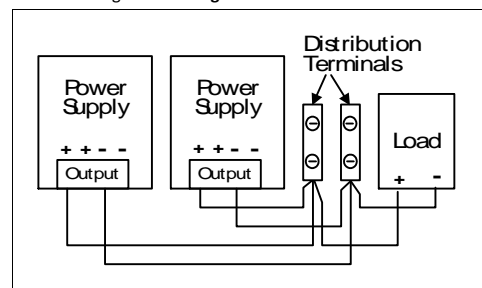 Distribution
Terminals
Power
Supply
+ + - -
Output
Power
Supply
+ + - -
Output
Load
+ -